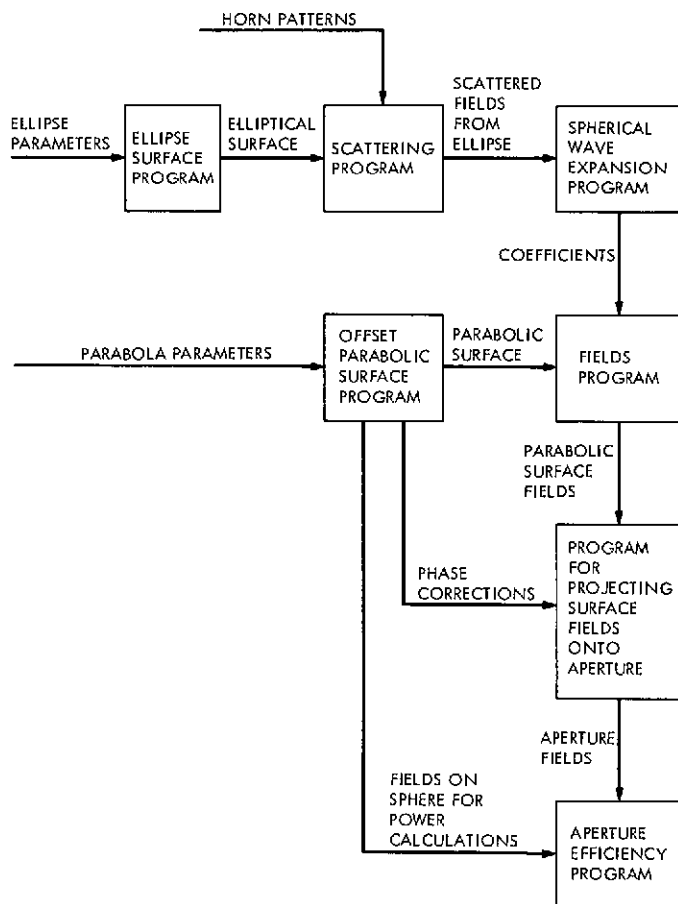 HORN PATTERNS
ELLIPSE
PARAMETERS
ELLIPSE
SURFACE
PROGRAM
ELLIPTICAL
SURFACE
SCATTERING
PROGRAM
SCATTERED
FIELDS
FROM
ELLIPSE
SPHERICAL
WAVE
EXPANSION
PROGRAM
COEFFICIENTS
PARABOLA PARAMETERS
OFFSET
PARABOLIC
SURFACE
PROGRAM
PARABOLIC
SURFACE
FIELDS
PROGRAM
PARABOLIC
SURFACE
FIELDS
PHASE
CORRECTIONS
PROGRAM
FOR
PROJECTING
SURFACE
FIELDS
ONTO
APERTURE
APERTURE
FIELDS
FIELDS ON
SPHERE FOR
POWER
CALCULATIONS
APERTURE
EFFICIENCY
PROGRAM